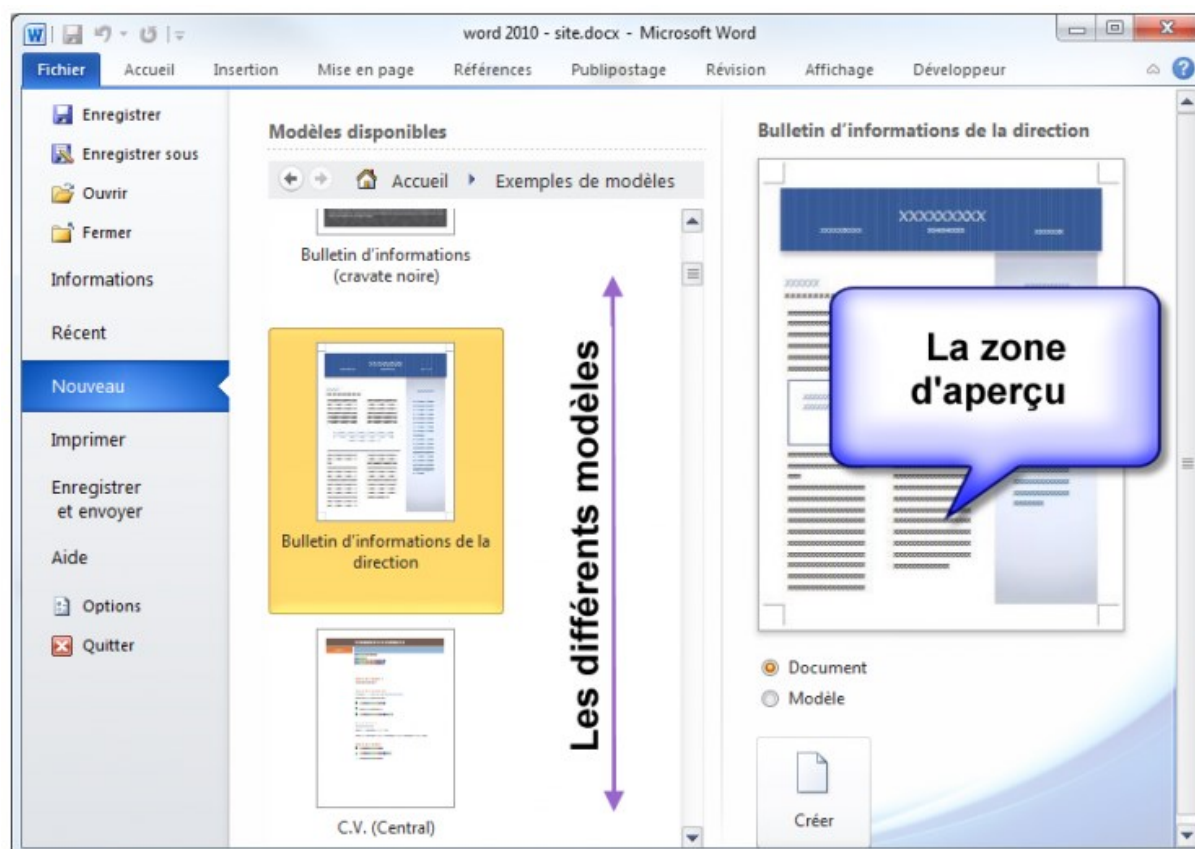 word 2010 - site.docx - Microsoft Word
Fichier Accueil Insertion Mise en page Références Publipostage Révision Affichage Développeur
Enregistrer
Enregistrer sous
Ouvrir
Fermer
Informations
Récent
Nouveau
Imprimer
Enregistrer
et envoyer
Aide
Options
Quitter
Modèles disponibles
Accueil Exemples de modèles
Bulletin d'informations
(cravate noire)
Bulletin d'informations de la
direction
C.V. (Central)
Les différents modèles
Bulletin d'informations de la direction
XXXXXXXXX
La zone
d'aperçu
Document
Modèle
Créer